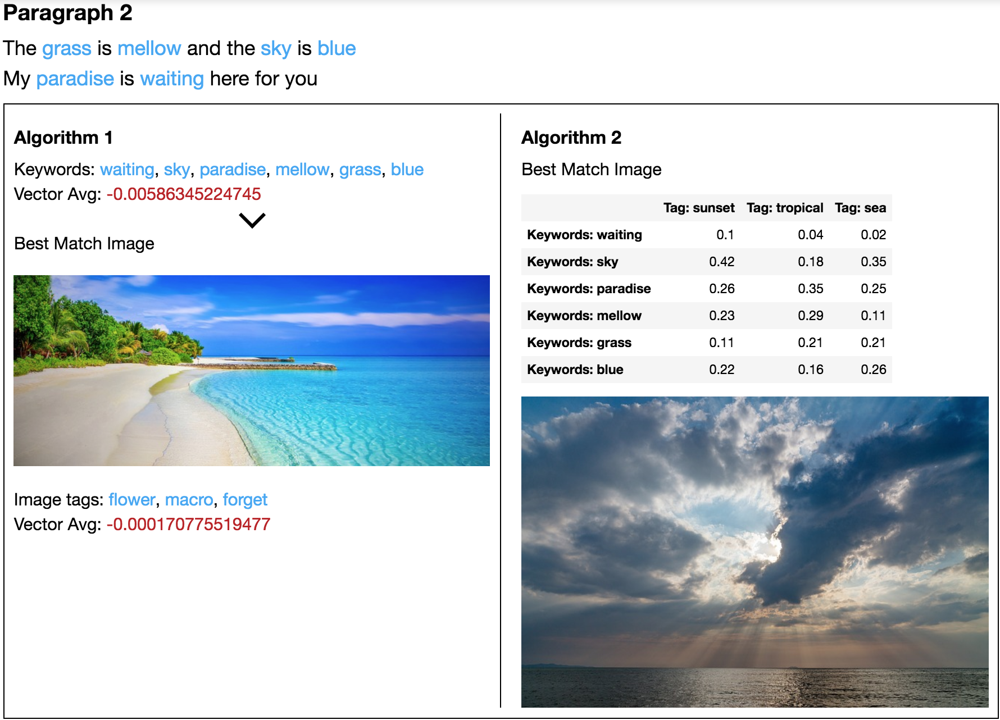 Paragraph 2
The grass is mellow and the sky is blue
My paradise is waiting here for you
Algorithm 1
Keywords: waiting, sky, paradise, mellow, grass, blue
Vector Avg: -0.00586345224745
Best Match Image
Image tags: flower, macro, forget
Vector Avg: -0.000170775519477
Algorithm 2
Best Match Image
Tag: sunset Tag: tropical Tag: sea
Keywords: waiting 0.1 0.04 0.02
Keywords: sky 0.42 0.18 0.35
Keywords: paradise 0.26 0.35 0.25
Keywords: mellow 0.23 0.29 0.11
Keywords: grass 0.11 0.21 0.21
Keywords: blue 0.22 0.16 0.26